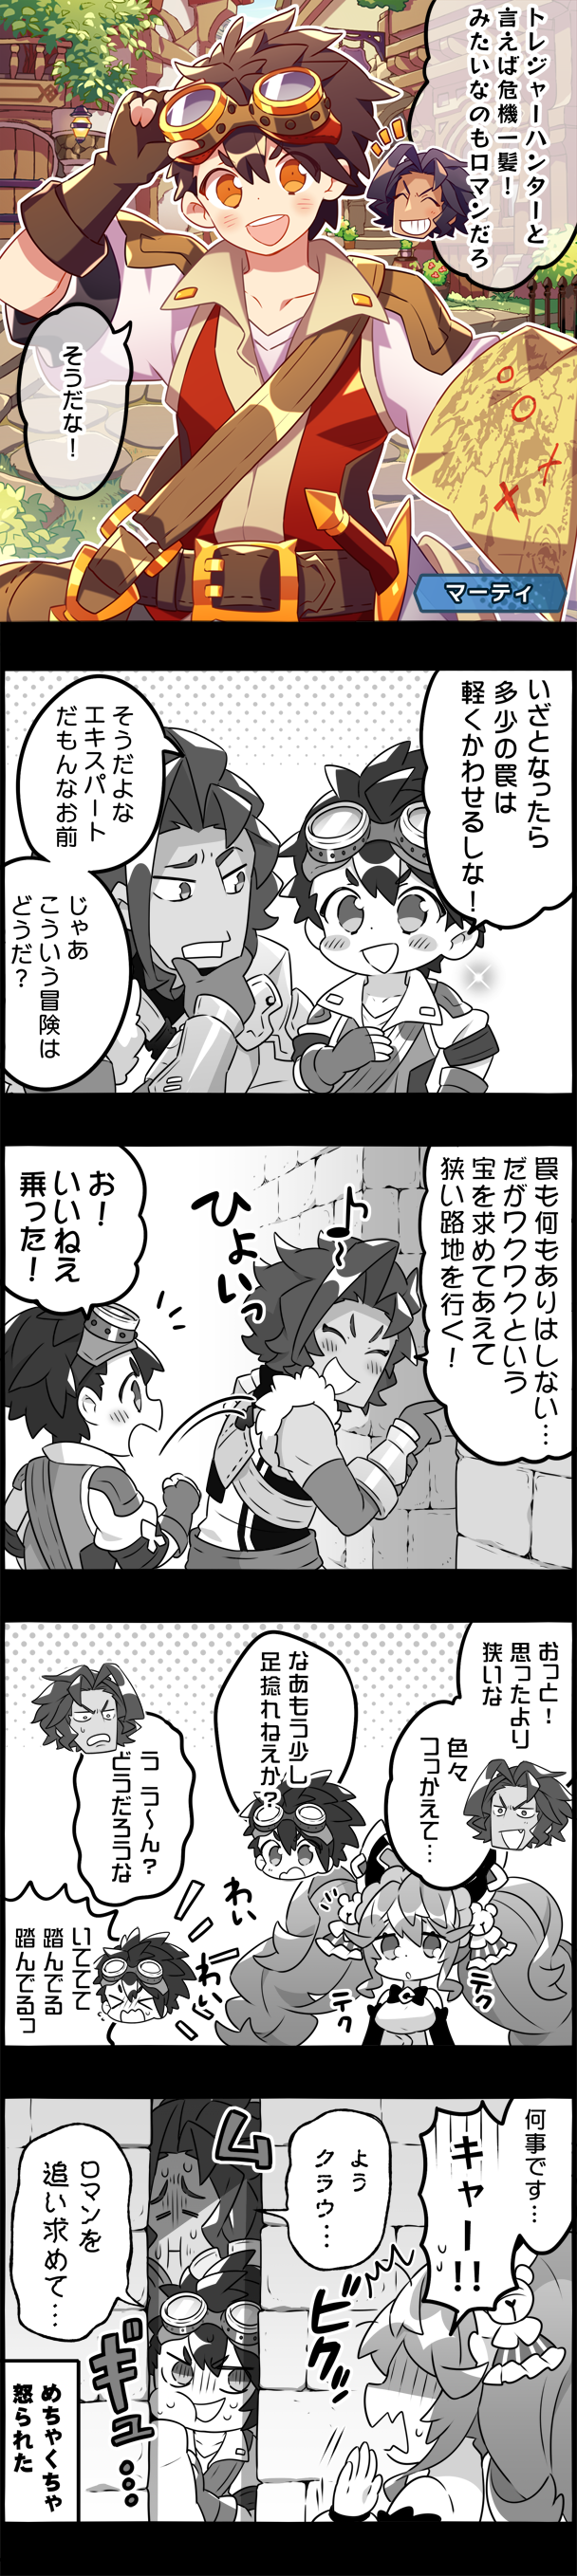 トレジャーハンターと
言えば危機一髪！
みたいなのもロマンだろ
そうだな！
マーティ
いざとなったら
多少の罠は
軽くかわせるしな！
そうだよな
エキスパート
だもんなお前
じゃあ
こういう冒険は
どうだ？
罠も何もありはしない…
だがワクワクという
宝を求めてあえて
狭い路地を行く！
♪〜
ひょいっ
お！
いいねえ
乗った！
おっと！
思ったより
狭いな
色々
つっかえて…
なあもう少し
足捻れねえか？
う う〜ん？
どうだろうな
わい
わい
テク
テク
いててて
踏んでる
踏んでるっ
何事です…
キャー!!
ビクッ
よう
クラウ…
ムギュ…
ロマンを
追い求めて…
めちゃくちゃ
怒られた